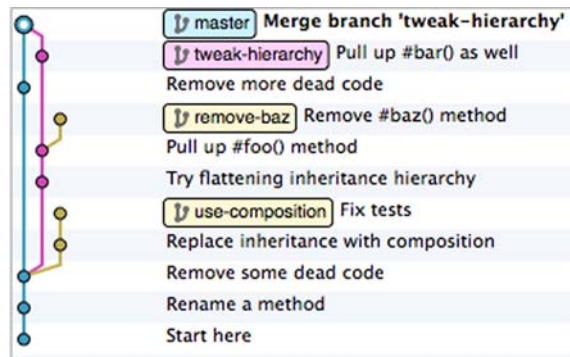 master Merge branch 'tweak-hierarchy'
tweak-hierarchy Pull up #bar() as well
Remove more dead code
remove-baz Remove #baz() method
Pull up #foo() method
Try flattening inheritance hierarchy
use-composition Fix tests
Replace inheritance with composition
Remove some dead code
Rename a method
Start here